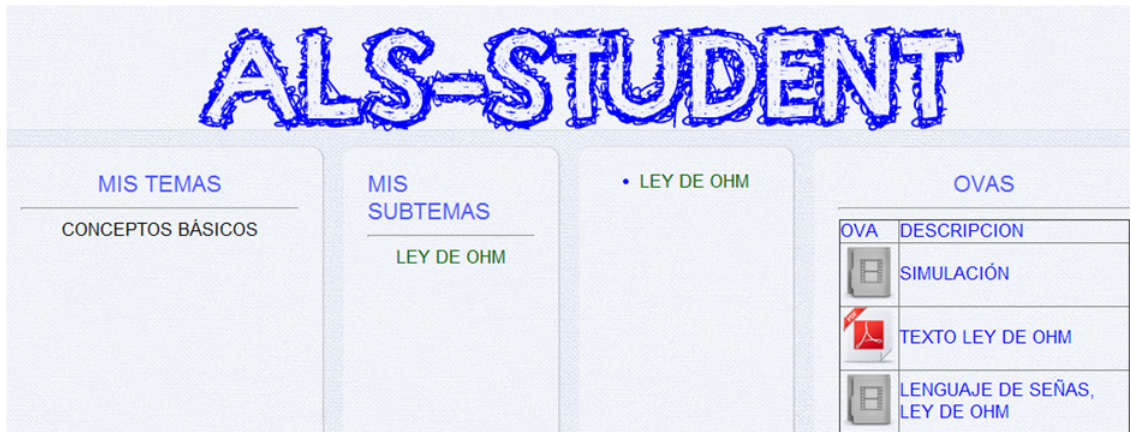 ALS-STUDENT
MIS TEMAS
CONCEPTOS BÁSICOS
MIS
SUBTEMAS
LEY DE OHM
• LEY DE OHM
OVAS
OVA DESCRIPCION
SIMULACIÓN
TEXTO LEY DE OHM
LENGUAJE DE SEÑAS,
LEY DE OHM